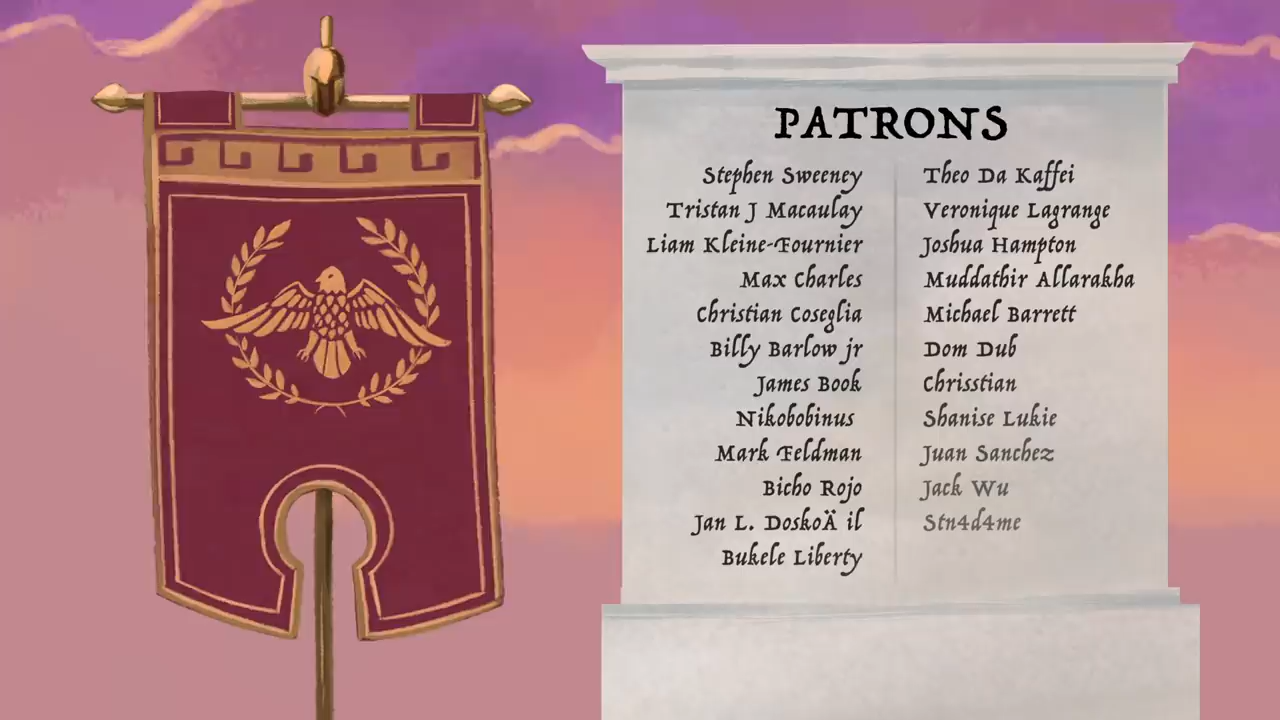 PATRONS
Stephen Sweeney
Tristan J Macaulay
Liam Kleine-Fournier
Max Charles
Christian Coseglia
Billy Barlow jr
James Book
Nikobobinus
Mark Feldman
Bicho Rojo
Jan L. DoskoÄ il
Bukele Liberty
Theo Da Kaffei
Veronique Lagrange
Joshua Hampton
Muddathir Allarakha
Michael Barrett
Dom Dub
Chrisstian
Shanise Lukie
Juan Sanchez
Jack Wu
Stn4d4me